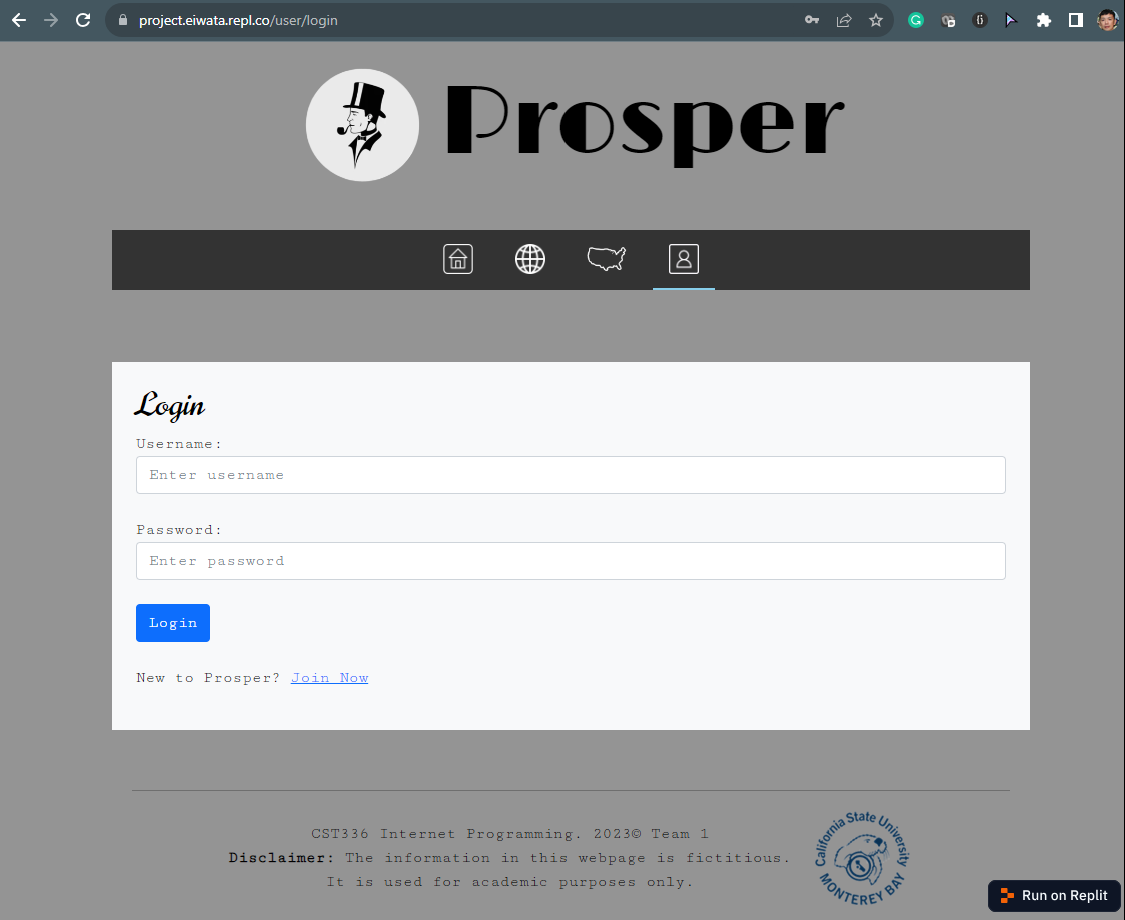 project.eiwata.repl.co/user/login
Prosper
Login
Username:
Enter username
Password:
Enter password
Login
New to Prosper? Join Now
CST336 Internet Programming. 2023© Team 1
Disclaimer: The information in this webpage is fictitious.
It is used for academic purposes only.
California State University
MONTEREY BAY
Run on Replit